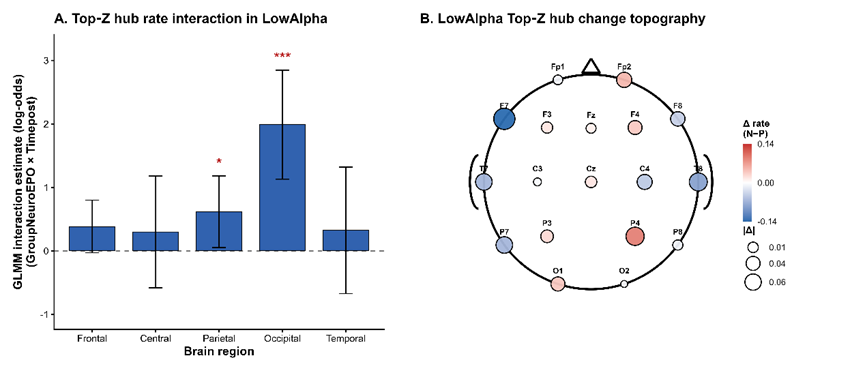 A. Top-Z hub rate interaction in LowAlpha
GLMM interaction estimate (log-odds)
(GroupNeuroEPO × Timepost)
3
2
1
0
-1
Frontal
Central
Parietal
Occipital
Temporal
Brain region
*
***
B. LowAlpha Top-Z hub change topography
Fp1
Fp2
F7
F3
Fz
F4
F8
T7
C3
Cz
C4
T8
P7
P3
P4
P8
O1
O2
Δ rate
(N–P)
0.14
0.00
-0.14
|Δ|
0.01
0.04
0.06